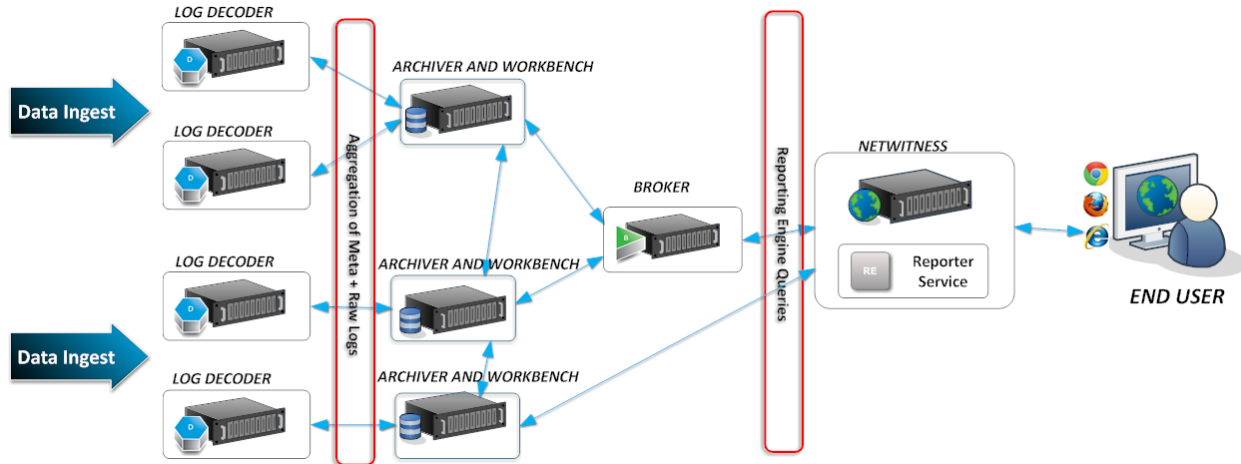 LOG DECODER
D
Data Ingest
LOG DECODER
D
LOG DECODER
D
Data Ingest
LOG DECODER
D
Aggregation of Meta + Raw Logs
ARCHIVER AND WORKBENCH
ARCHIVER AND WORKBENCH
ARCHIVER AND WORKBENCH
BROKER
B
Reporting Engine Queries
NETWITNESS
RE
Reporter
Service
END USER